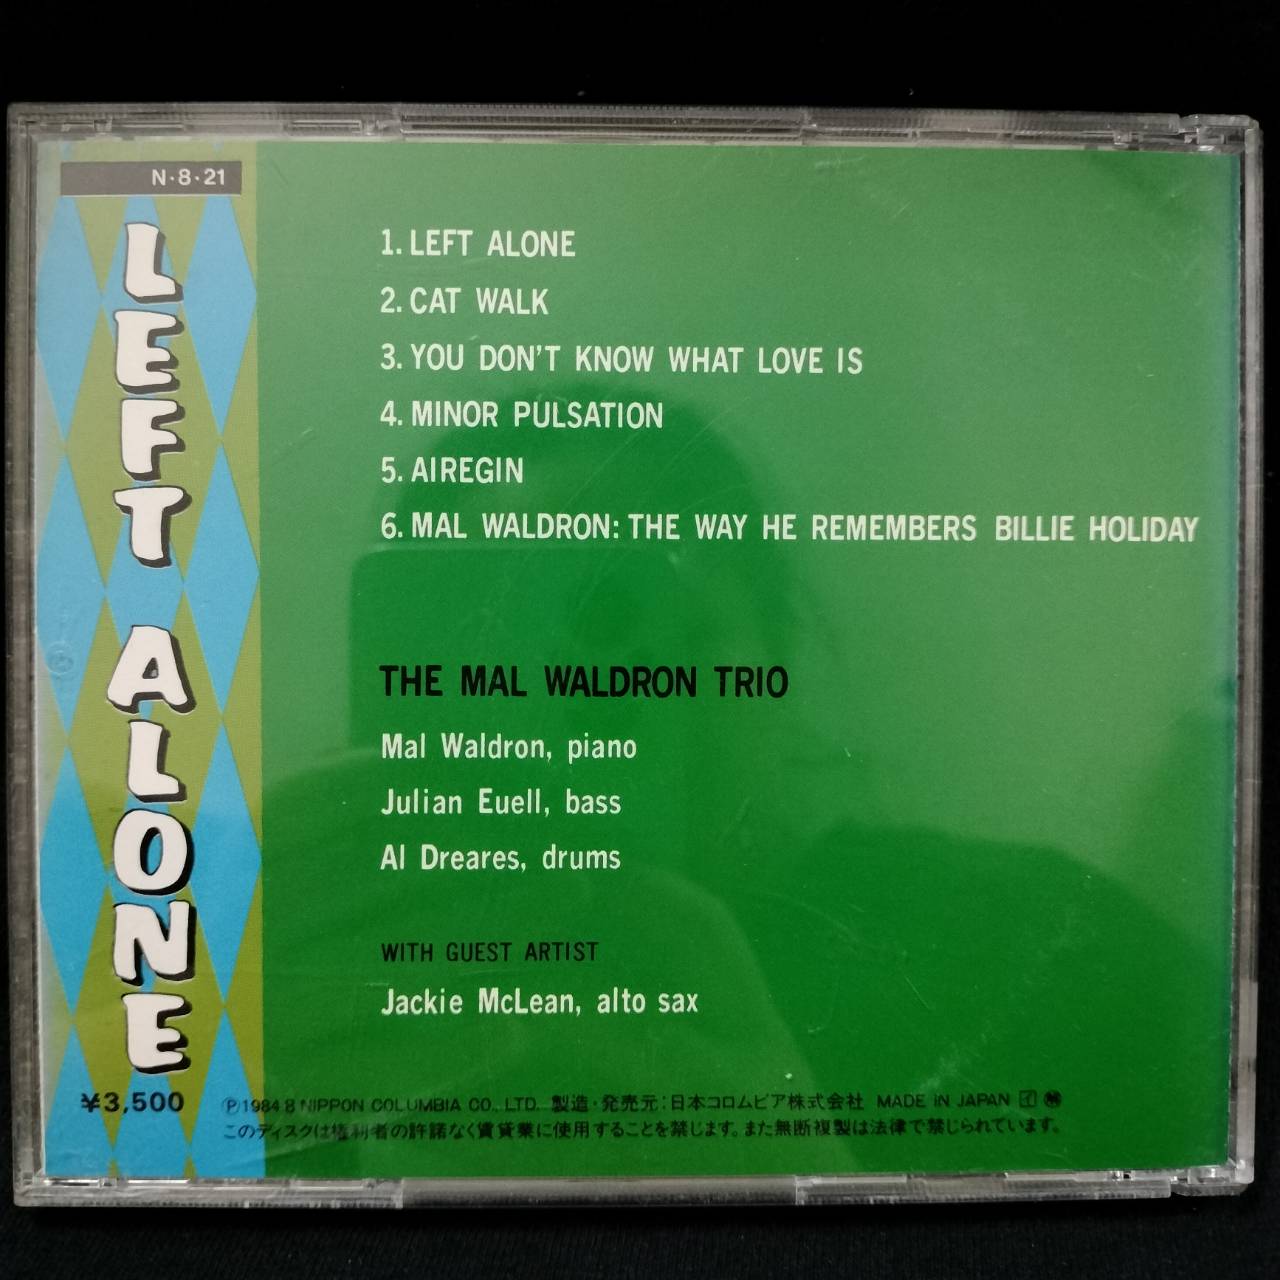 N·8·21
LEFT ALONE
1. LEFT ALONE
2. CAT WALK
3. YOU DON'T KNOW WHAT LOVE IS
4. MINOR PULSATION
5. AIREGIN
6. MAL WALDRON: THE WAY HE REMEMBERS BILLIE HOLIDAY
THE MAL WALDRON TRIO
Mal Waldron, piano
Julian Euell, bass
Al Dreares, drums
WITH GUEST ARTIST
Jackie McLean, alto sax
¥3,500
Ⓟ1984 8 NIPPON COLUMBIA CO., LTD. 製造・発売元：日本コロムビア株式会社 MADE IN JAPAN
このディスクは権利者の許諾なく賃貸業に使用することを禁じます。また無断複製は法律で禁じられています。